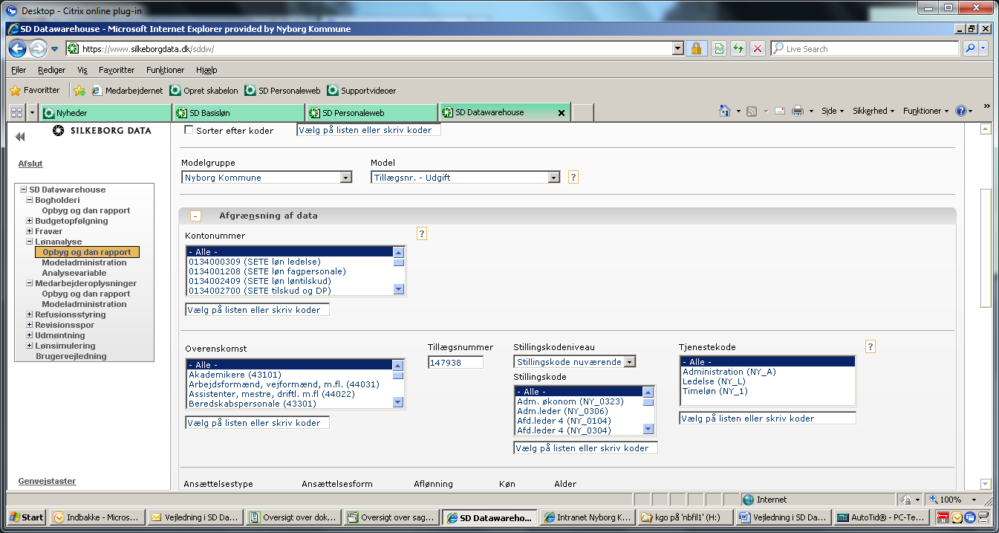 Desktop - Citrix online plug-in
SD Datawarehouse - Microsoft Internet Explorer provided by Nyborg Kommune
https://www.silkeborgdata.dk/sddw/
Live Search
Filer Rediger Vis Favoritter Funktioner Hjælp
Favoritter Medarbejdernet Opret skabelon SD Personaleweb Supportvideoer
Nyheder SD Basisløn SD Personaleweb SD Datawarehouse Side Sikkerhed Funktioner
SILKEBORG DATA
Afslut
SD Datawarehouse
Bogholderi
Opbyg og dan rapport
Budgetopfølgning
Fravær
Lønanalyse
Opbyg og dan rapport
Modeladministration
Analysevariable
Medarbejderoplysninger
Opbyg og dan rapport
Modeladministration
Refusionsstyring
Revisionsspor
Udmøntning
Lønsimulering
Brugervejledning
Genvejstaster
Sorter efter koder Vælg på listen eller skriv koder
Modelgruppe Model
Nyborg Kommune Tillægsnr. - Udgift ?
- Afgrænsning af data
Kontonummer ?
- Alle -
0134000309 (SETE løn ledelse)
0134001208 (SETE løn fagpersonale)
0134002409 (SETE løn løntilskud)
0134002700 (SETE tilskud og DP)
Vælg på listen eller skriv koder
Overenskomst
- Alle -
Akademikere (43101)
Arbejdsformænd, vejformænd, m.fl. (44031)
Assistenter, mestre, driftl. m.fl (44022)
Beredskabspersonale (43301)
Vælg på listen eller skriv koder
Tillægsnummer
147938
Stillingskodeniveau
Stillingskode nuværende
Stillingskode
- Alle -
Adm. økonom (NY_0323)
Adm.leder (NY_0306)
Afd.leder 4 (NY_0104)
Afd.leder 4 (NY_0304)
Vælg på listen eller skriv koder
Tjenestekode ?
- Alle -
Administration (NY_A)
Ledelse (NY_L)
Timeløn (NY_1)
Vælg på listen eller skriv koder
Ansættelsestype Ansættelsesform Aflønning Køn Alder
Internet 100%
Start Indbakke - Micros... Vejledning i SD Da... Oversigt over dok... Oversigt over sag... SD Datawareho... Intranet Nyborg K... kgo på 'nbfil1' (H:) Vejledning i SD Da... AutoTid® - PC-Te...